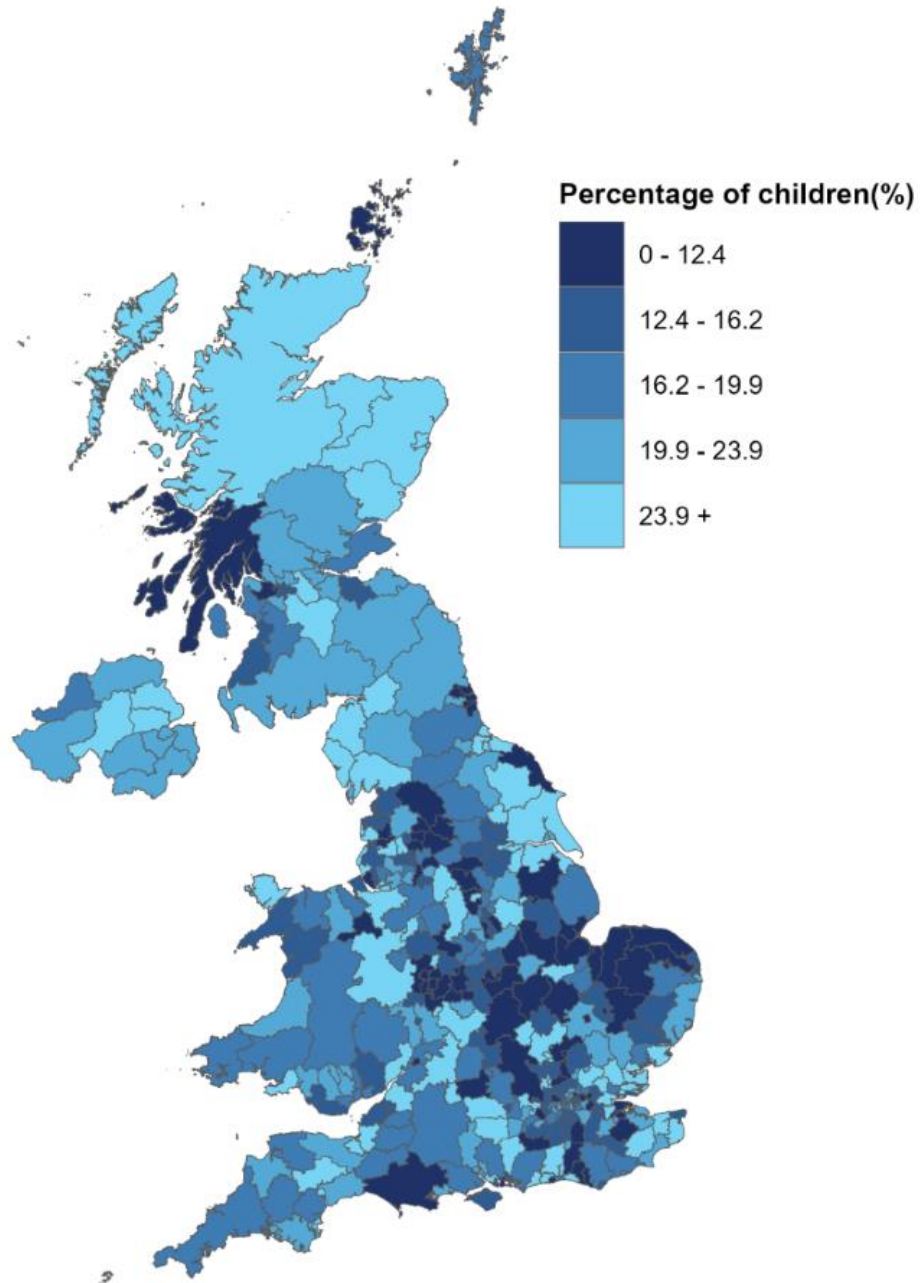 Percentage of children(%)
0 - 12.4
12.4 - 16.2
16.2 - 19.9
19.9 - 23.9
23.9 +